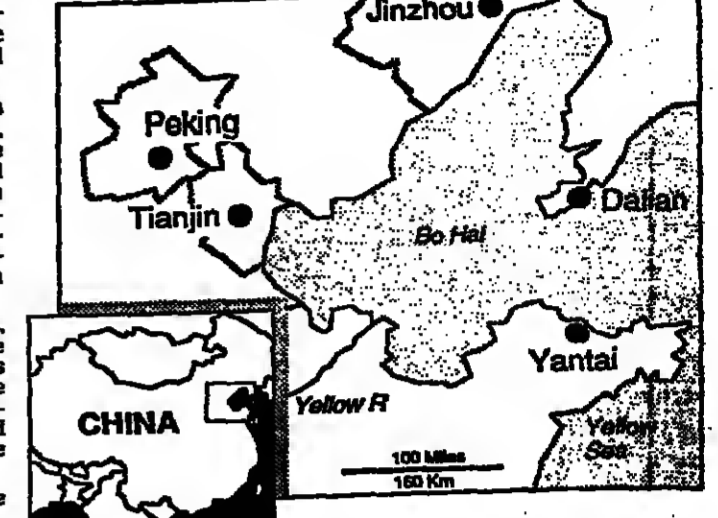 Jinzhou
Peking
Tianjin
Dalian
Bo Hai
Yantai
Yellow R
CHINA
Yellow
Sea
100 Miles
160 Km